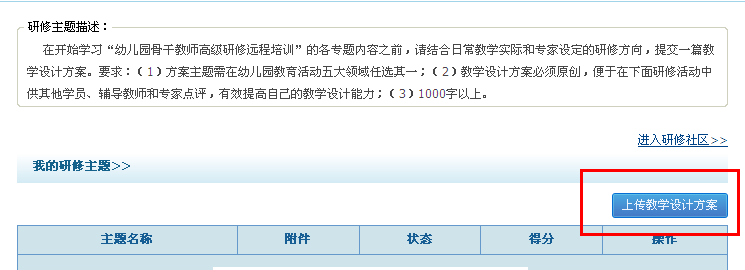 研修主题描述：
在开始学习“幼儿园骨干教师高级研修远程培训”的各专题内容之前，请结合日常教学实际和专家设定的研修方向，提交一篇教
学设计方案。要求：（1）方案主题需在幼儿园教育活动五大领域任选其一；（2）教学设计方案必须原创，便于在下面研修活动中
供其他学员、辅导教师和专家点评，有效提高自己的教学设计能力；（3）1000字以上。
进入研修社区>>
我的研修主题>>
上传教学设计方案
主题名称 附件 状态 得分 操作